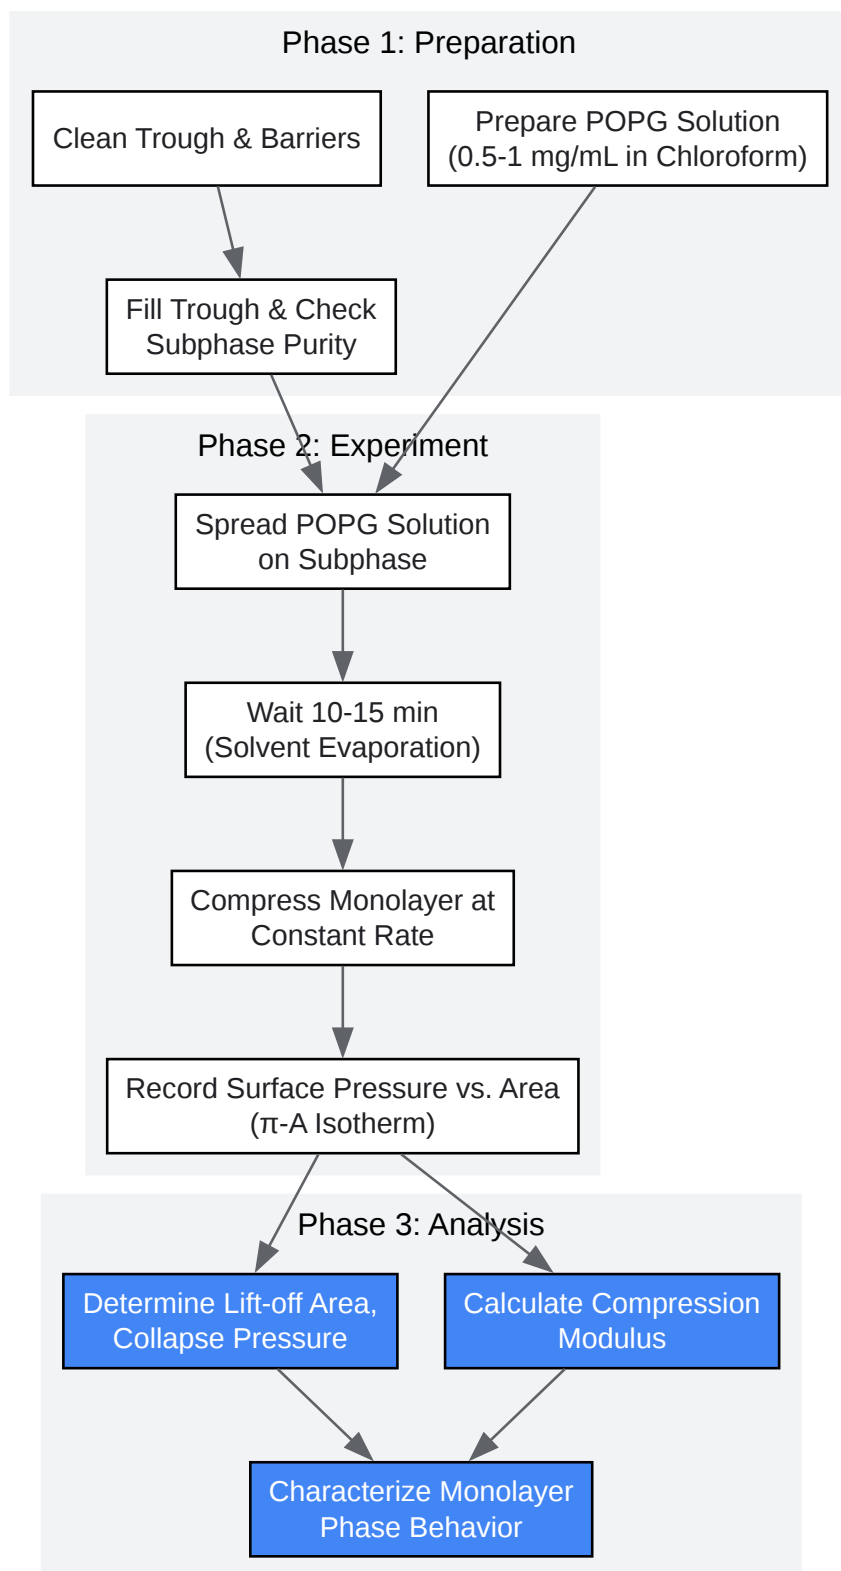 Phase 1: Preparation
Clean Trough & Barriers
Prepare POPG Solution
(0.5-1 mg/mL in Chloroform)
Fill Trough & Check
Subphase Purity
Phase 2: Experiment
Spread POPG Solution
on Subphase
Wait 10-15 min
(Solvent Evaporation)
Compress Monolayer at
Constant Rate
Record Surface Pressure vs. Area
(π-A Isotherm)
Phase 3: Analysis
Determine Lift-off Area,
Collapse Pressure
Calculate Compression
Modulus
Characterize Monolayer
Phase Behavior